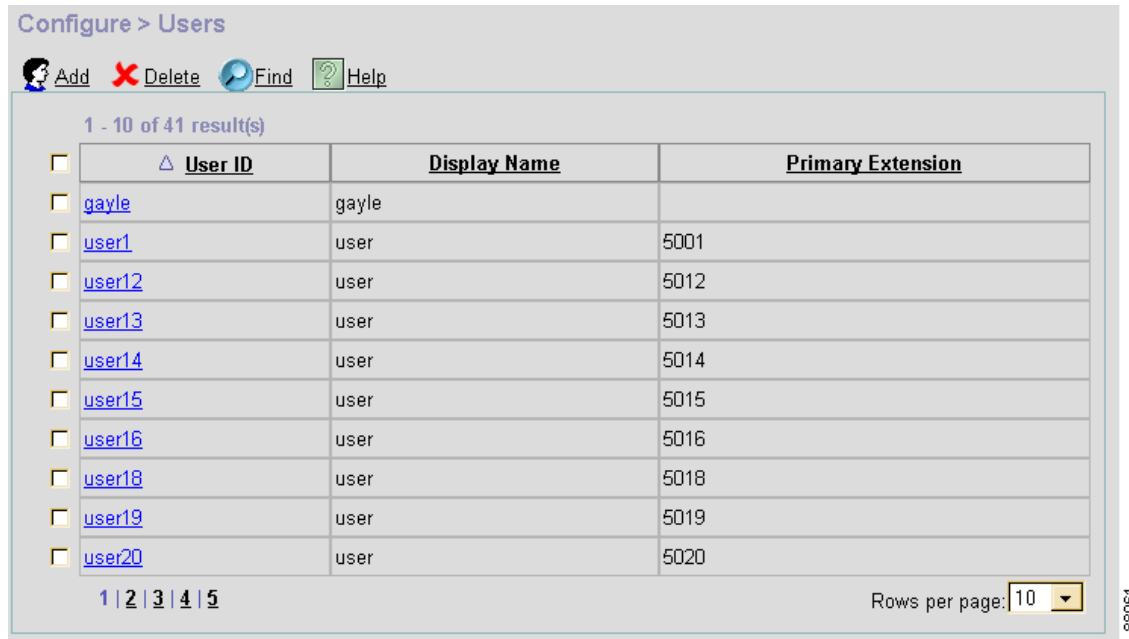 Configure > Users
Add Delete Find ? Help
1 - 10 of 41 result(s)
User ID Display Name Primary Extension
gayle gayle
user1 user 5001
user12 user 5012
user13 user 5013
user14 user 5014
user15 user 5015
user16 user 5016
user18 user 5018
user19 user 5019
user20 user 5020
1 | 2 | 3 | 4 | 5 Rows per page: 10